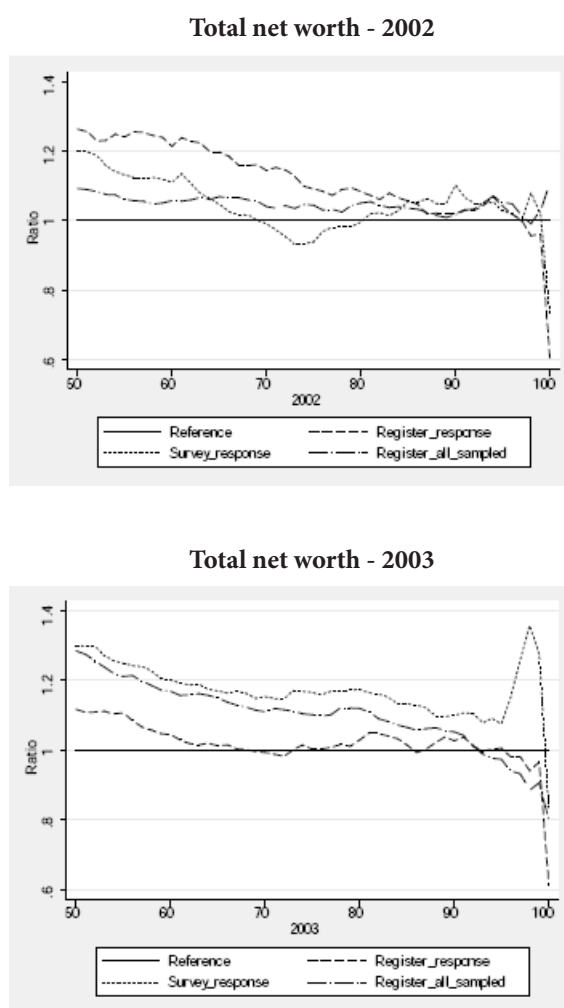 Total net worth - 2002
1.4
1.2
1
.8
.6
Ratio
50 60 70 80 90 100
2002
Reference Register_response
Survey_response Register_all_sampled
Total net worth - 2003
1.4
1.2
1
.8
.6
Ratio
50 60 70 80 90 100
2003
Reference Register_response
Survey_response Register_all_sampled